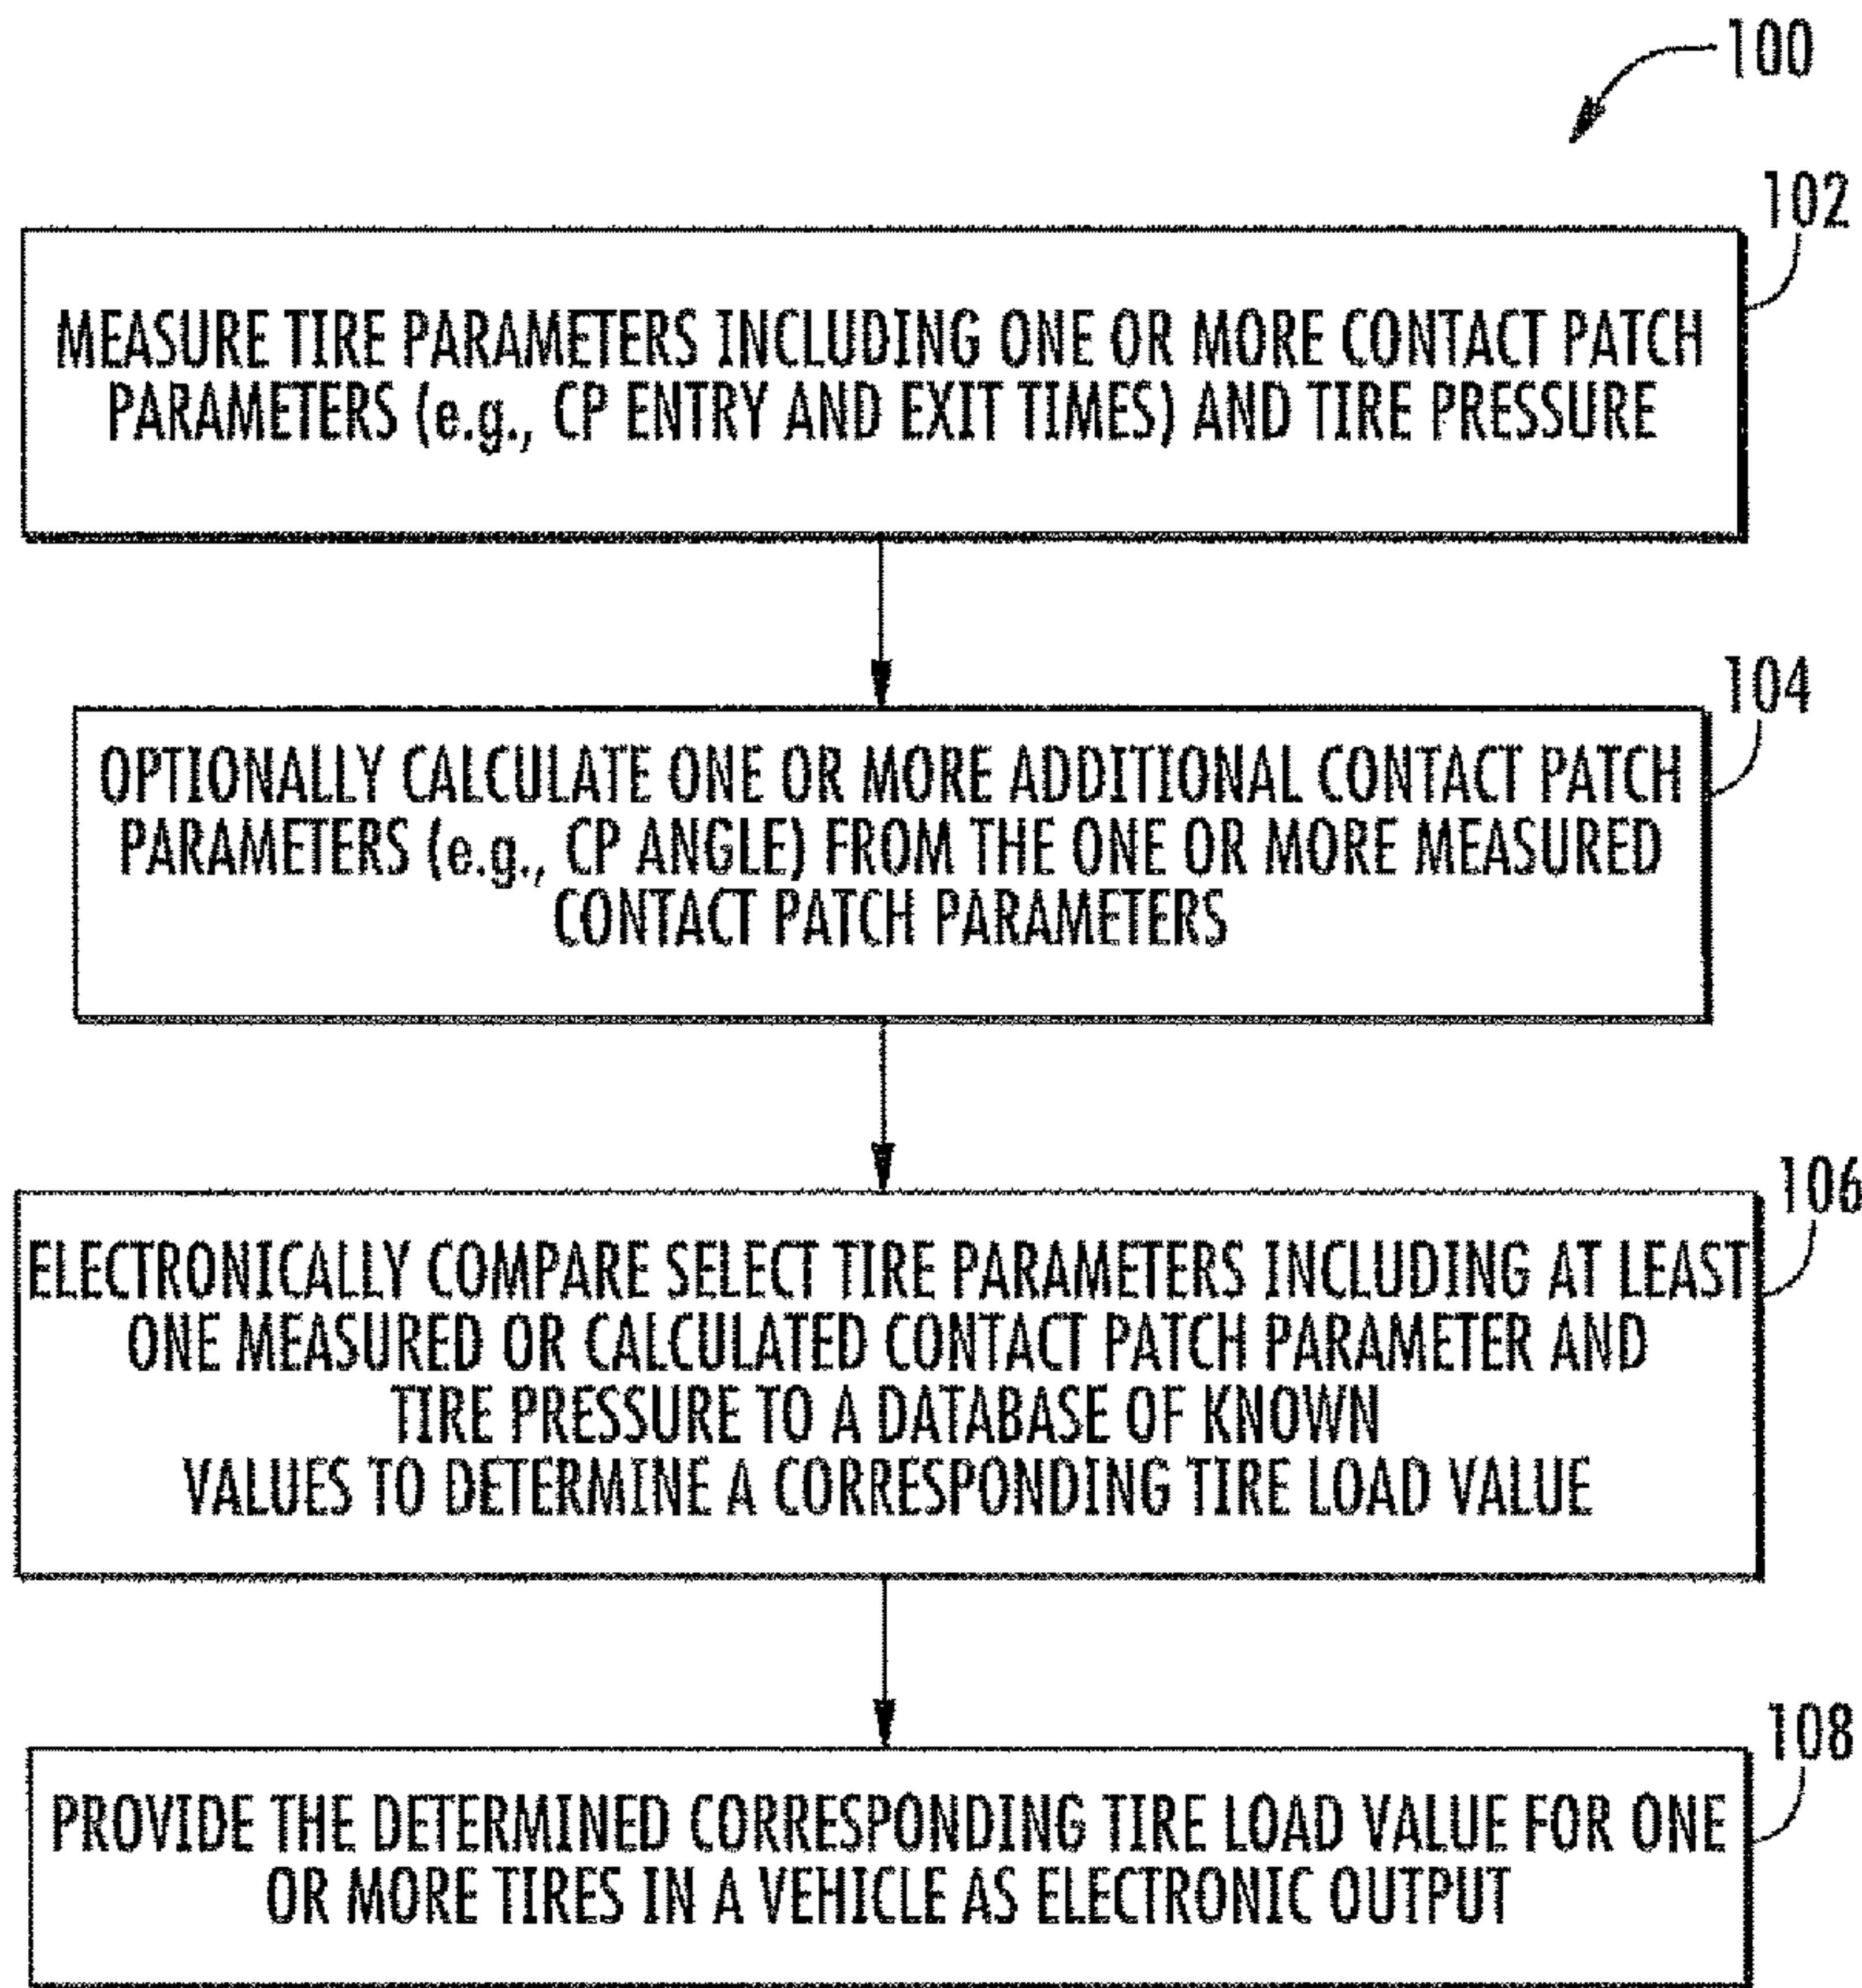 100
102
MEASURE TIRE PARAMETERS INCLUDING ONE OR MORE CONTACT PATCH
PARAMETERS (e.g., CP ENTRY AND EXIT TIMES) AND TIRE PRESSURE
104
OPTIONALLY CALCULATE ONE OR MORE ADDITIONAL CONTACT PATCH
PARAMETERS (e.g., CP ANGLE) FROM THE ONE OR MORE MEASURED
CONTACT PATCH PARAMETERS
106
ELECTRONICALLY COMPARE SELECT TIRE PARAMETERS INCLUDING AT LEAST
ONE MEASURED OR CALCULATED CONTACT PATCH PARAMETER AND
TIRE PRESSURE TO A DATABASE OF KNOWN
VALUES TO DETERMINE A CORRESPONDING TIRE LOAD VALUE
108
PROVIDE THE DETERMINED CORRESPONDING TIRE LOAD VALUE FOR ONE
OR MORE TIRES IN A VEHICLE AS ELECTRONIC OUTPUT